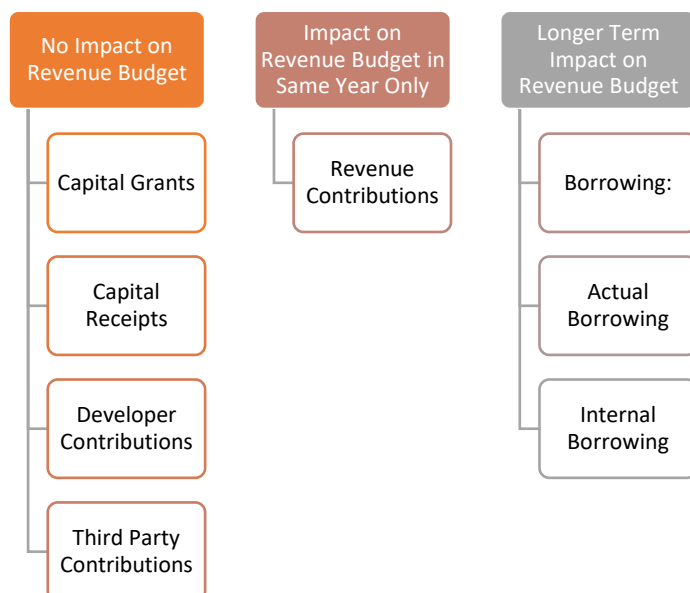 No Impact on
Revenue Budget
Capital Grants
Capital
Receipts
Developer
Contributions
Third Party
Contributions
Impact on
Revenue Budget in
Same Year Only
Revenue
Contributions
Longer Term
Impact on
Revenue Budget
Borrowing:
Actual
Borrowing
Internal
Borrowing